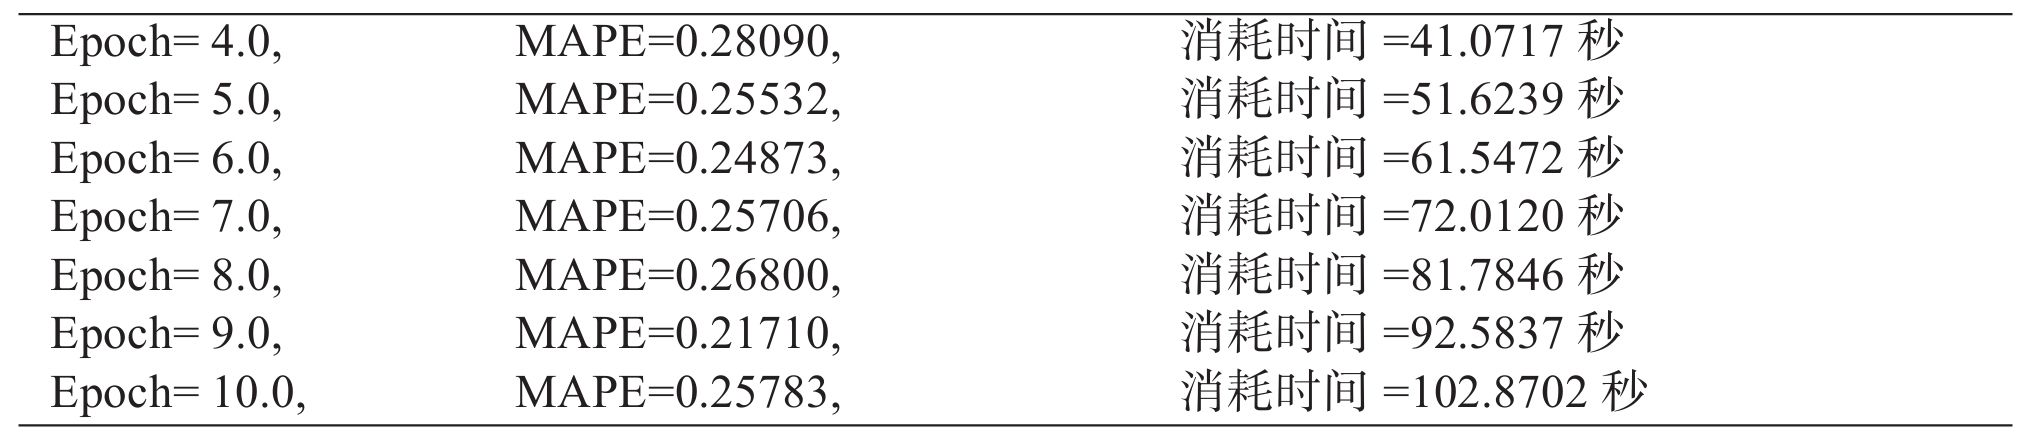 Epoch= 4.0, MAPE=0.28090, 消耗时间 =41.0717 秒
Epoch= 5.0, MAPE=0.25532, 消耗时间 =51.6239 秒
Epoch= 6.0, MAPE=0.24873, 消耗时间 =61.5472 秒
Epoch= 7.0, MAPE=0.25706, 消耗时间 =72.0120 秒
Epoch= 8.0, MAPE=0.26800, 消耗时间 =81.7846 秒
Epoch= 9.0, MAPE=0.21710, 消耗时间 =92.5837 秒
Epoch= 10.0, MAPE=0.25783, 消耗时间 =102.8702 秒